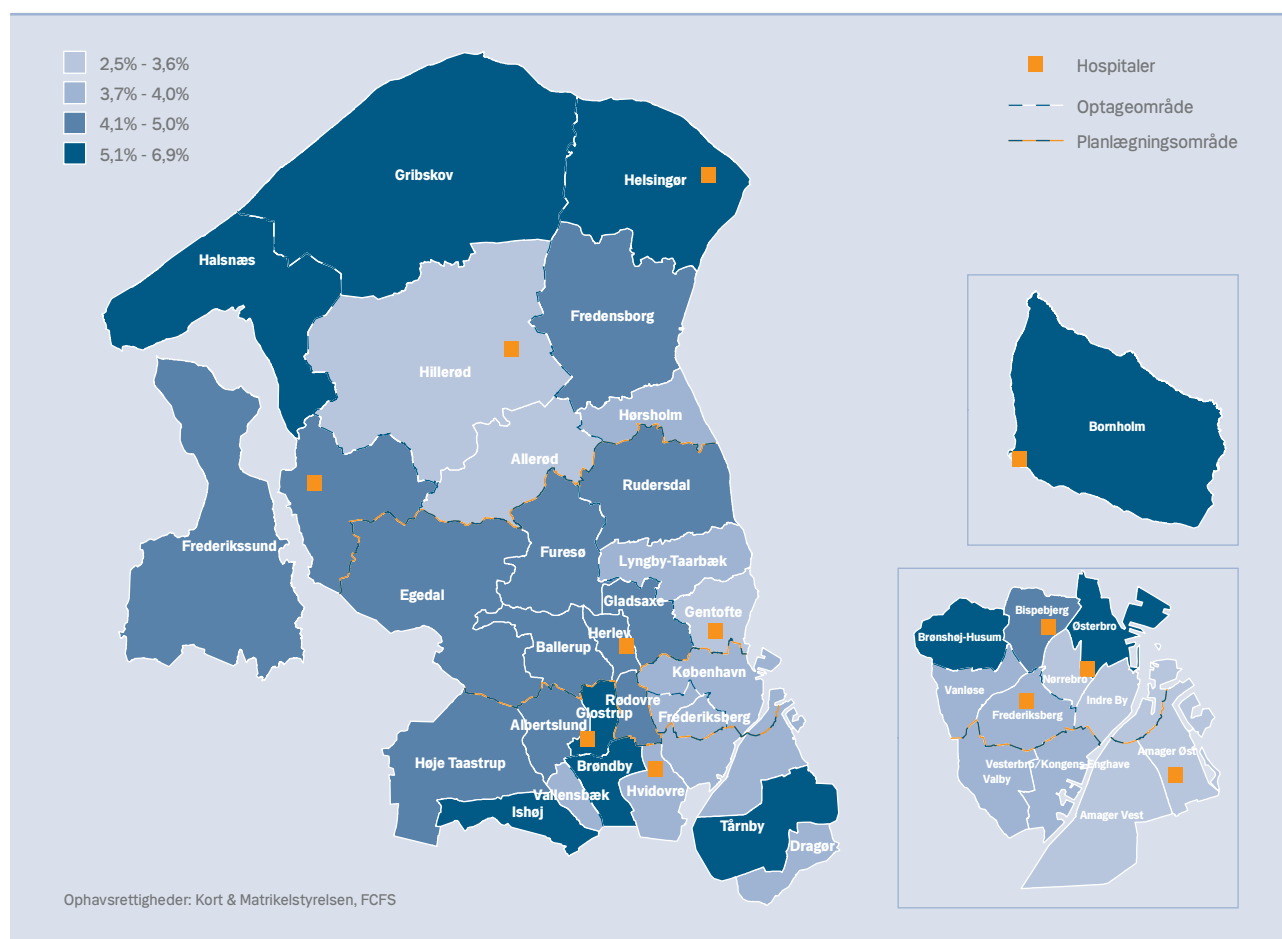 2,5% - 3,6%
3,7% - 4,0%
4,1% - 5,0%
5,1% - 6,9%
Hospitaler
Optageområde
Planlægningsområde
Gribskov
Helsingør
Halsnæs
Fredensborg
Hillerød
Hørsholm
Allerød
Rudersdal
Frederikssund
Furesø
Lyngby-Taarbæk
Egedal
Gladsaxe
Gentofte
Herlev
Ballerup
København
Rødovre
Glostrup
Frederiksberg
Albertslund
Høje Taastrup
Brøndby
Vallensbæk
Hvidovre
Ishøj
Tårnby
Dragør
Bornholm
Bispebjerg
Østerbro
Brønshøj-Husum
Nørrebro
Vanløse
Indre By
Frederiksberg
Amager Øst
Vesterbro/Kongens Enghave
Valby
Amager Vest
Ophavsrettigheder: Kort & Matrikelstyrelsen, FCFS